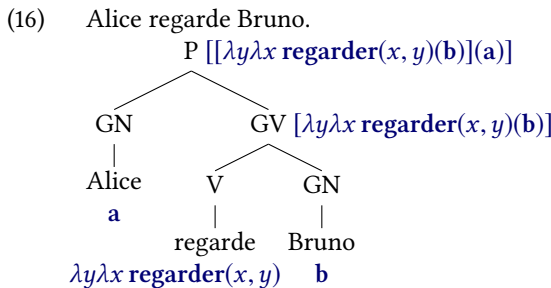 (16) Alice regarde Bruno.
P [[λyλx regarder(x, y)(b)](a)]
GN GV [λyλx regarder(x, y)(b)]
Alice V GN
a
regarde Bruno
λyλx regarder(x, y) b